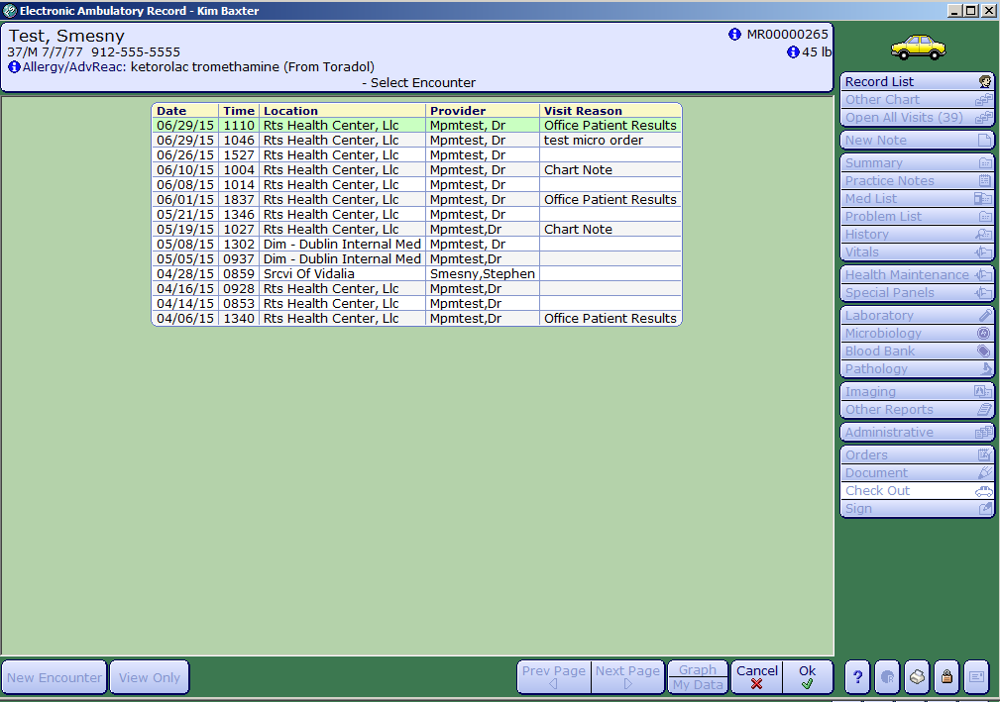 Electronic Ambulatory Record - Kim Baxter
Test, Smesny
MR00000265
37/M 7/7/77 912-555-5555
45 lb
Allergy/AdvReac: ketorolac tromethamine (From Toradol)
- Select Encounter
Date Time Location Provider Visit Reason
06/29/15 1110 Rts Health Center, Llc Mpmtest, Dr Office Patient Results
06/29/15 1046 Rts Health Center, Llc Mpmtest, Dr test micro order
06/26/15 1527 Rts Health Center, Llc Mpmtest, Dr
06/10/15 1004 Rts Health Center, Llc Mpmtest, Dr Chart Note
06/08/15 1014 Rts Health Center, Llc Mpmtest, Dr
06/01/15 1837 Rts Health Center, Llc Mpmtest, Dr Office Patient Results
05/21/15 1346 Rts Health Center, Llc Mpmtest, Dr
05/19/15 1027 Rts Health Center, Llc Mpmtest,Dr Chart Note
05/08/15 1302 Dim - Dublin Internal Med Mpmtest, Dr
05/05/15 0937 Dim - Dublin Internal Med Mpmtest,Dr
04/28/15 0859 Srcvi Of Vidalia Smesny,Stephen
04/16/15 0928 Rts Health Center, Llc Mpmtest,Dr
04/14/15 0853 Rts Health Center, Llc Mpmtest,Dr
04/06/15 1340 Rts Health Center, Llc Mpmtest,Dr Office Patient Results
Record List
Other Chart
Open All Visits (39)
New Note
Summary
Practice Notes
Med List
Problem List
History
Vitals
Health Maintenance
Special Panels
Laboratory
Microbiology
Blood Bank
Pathology
Imaging
Other Reports
Administrative
Orders
Document
Check Out
Sign
New Encounter
View Only
Prev Page
Next Page
Graph
My Data
Cancel
Ok
?